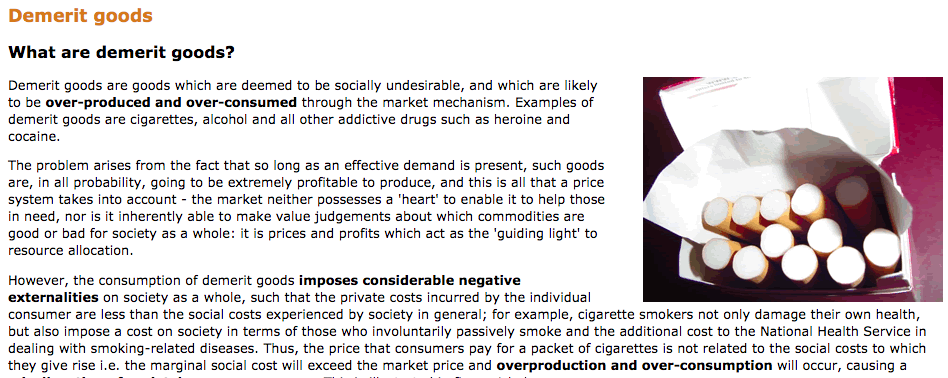 Demerit goods
What are demerit goods?
Demerit goods are goods which are deemed to be socially undesirable, and which are likely
to be over-produced and over-consumed through the market mechanism. Examples of
demerit goods are cigarettes, alcohol and all other addictive drugs such as heroine and
cocaine.
The problem arises from the fact that so long as an effective demand is present, such goods
are, in all probability, going to be extremely profitable to produce, and this is all that a price
system takes into account - the market neither possesses a 'heart' to enable it to help those
in need, nor is it inherently able to make value judgements about which commodities are
good or bad for society as a whole: it is prices and profits which act as the 'guiding light' to
resource allocation.
However, the consumption of demerit goods imposes considerable negative
externalities on society as a whole, such that the private costs incurred by the individual
consumer are less than the social costs experienced by society in general; for example, cigarette smokers not only damage their own health,
but also impose a cost on society in terms of those who involuntarily passively smoke and the additional cost to the National Health Service in
dealing with smoking-related diseases. Thus, the price that consumers pay for a packet of cigarettes is not related to the social costs to which
they give rise i.e. the marginal social cost will exceed the market price and overproduction and over-consumption will occur, causing a